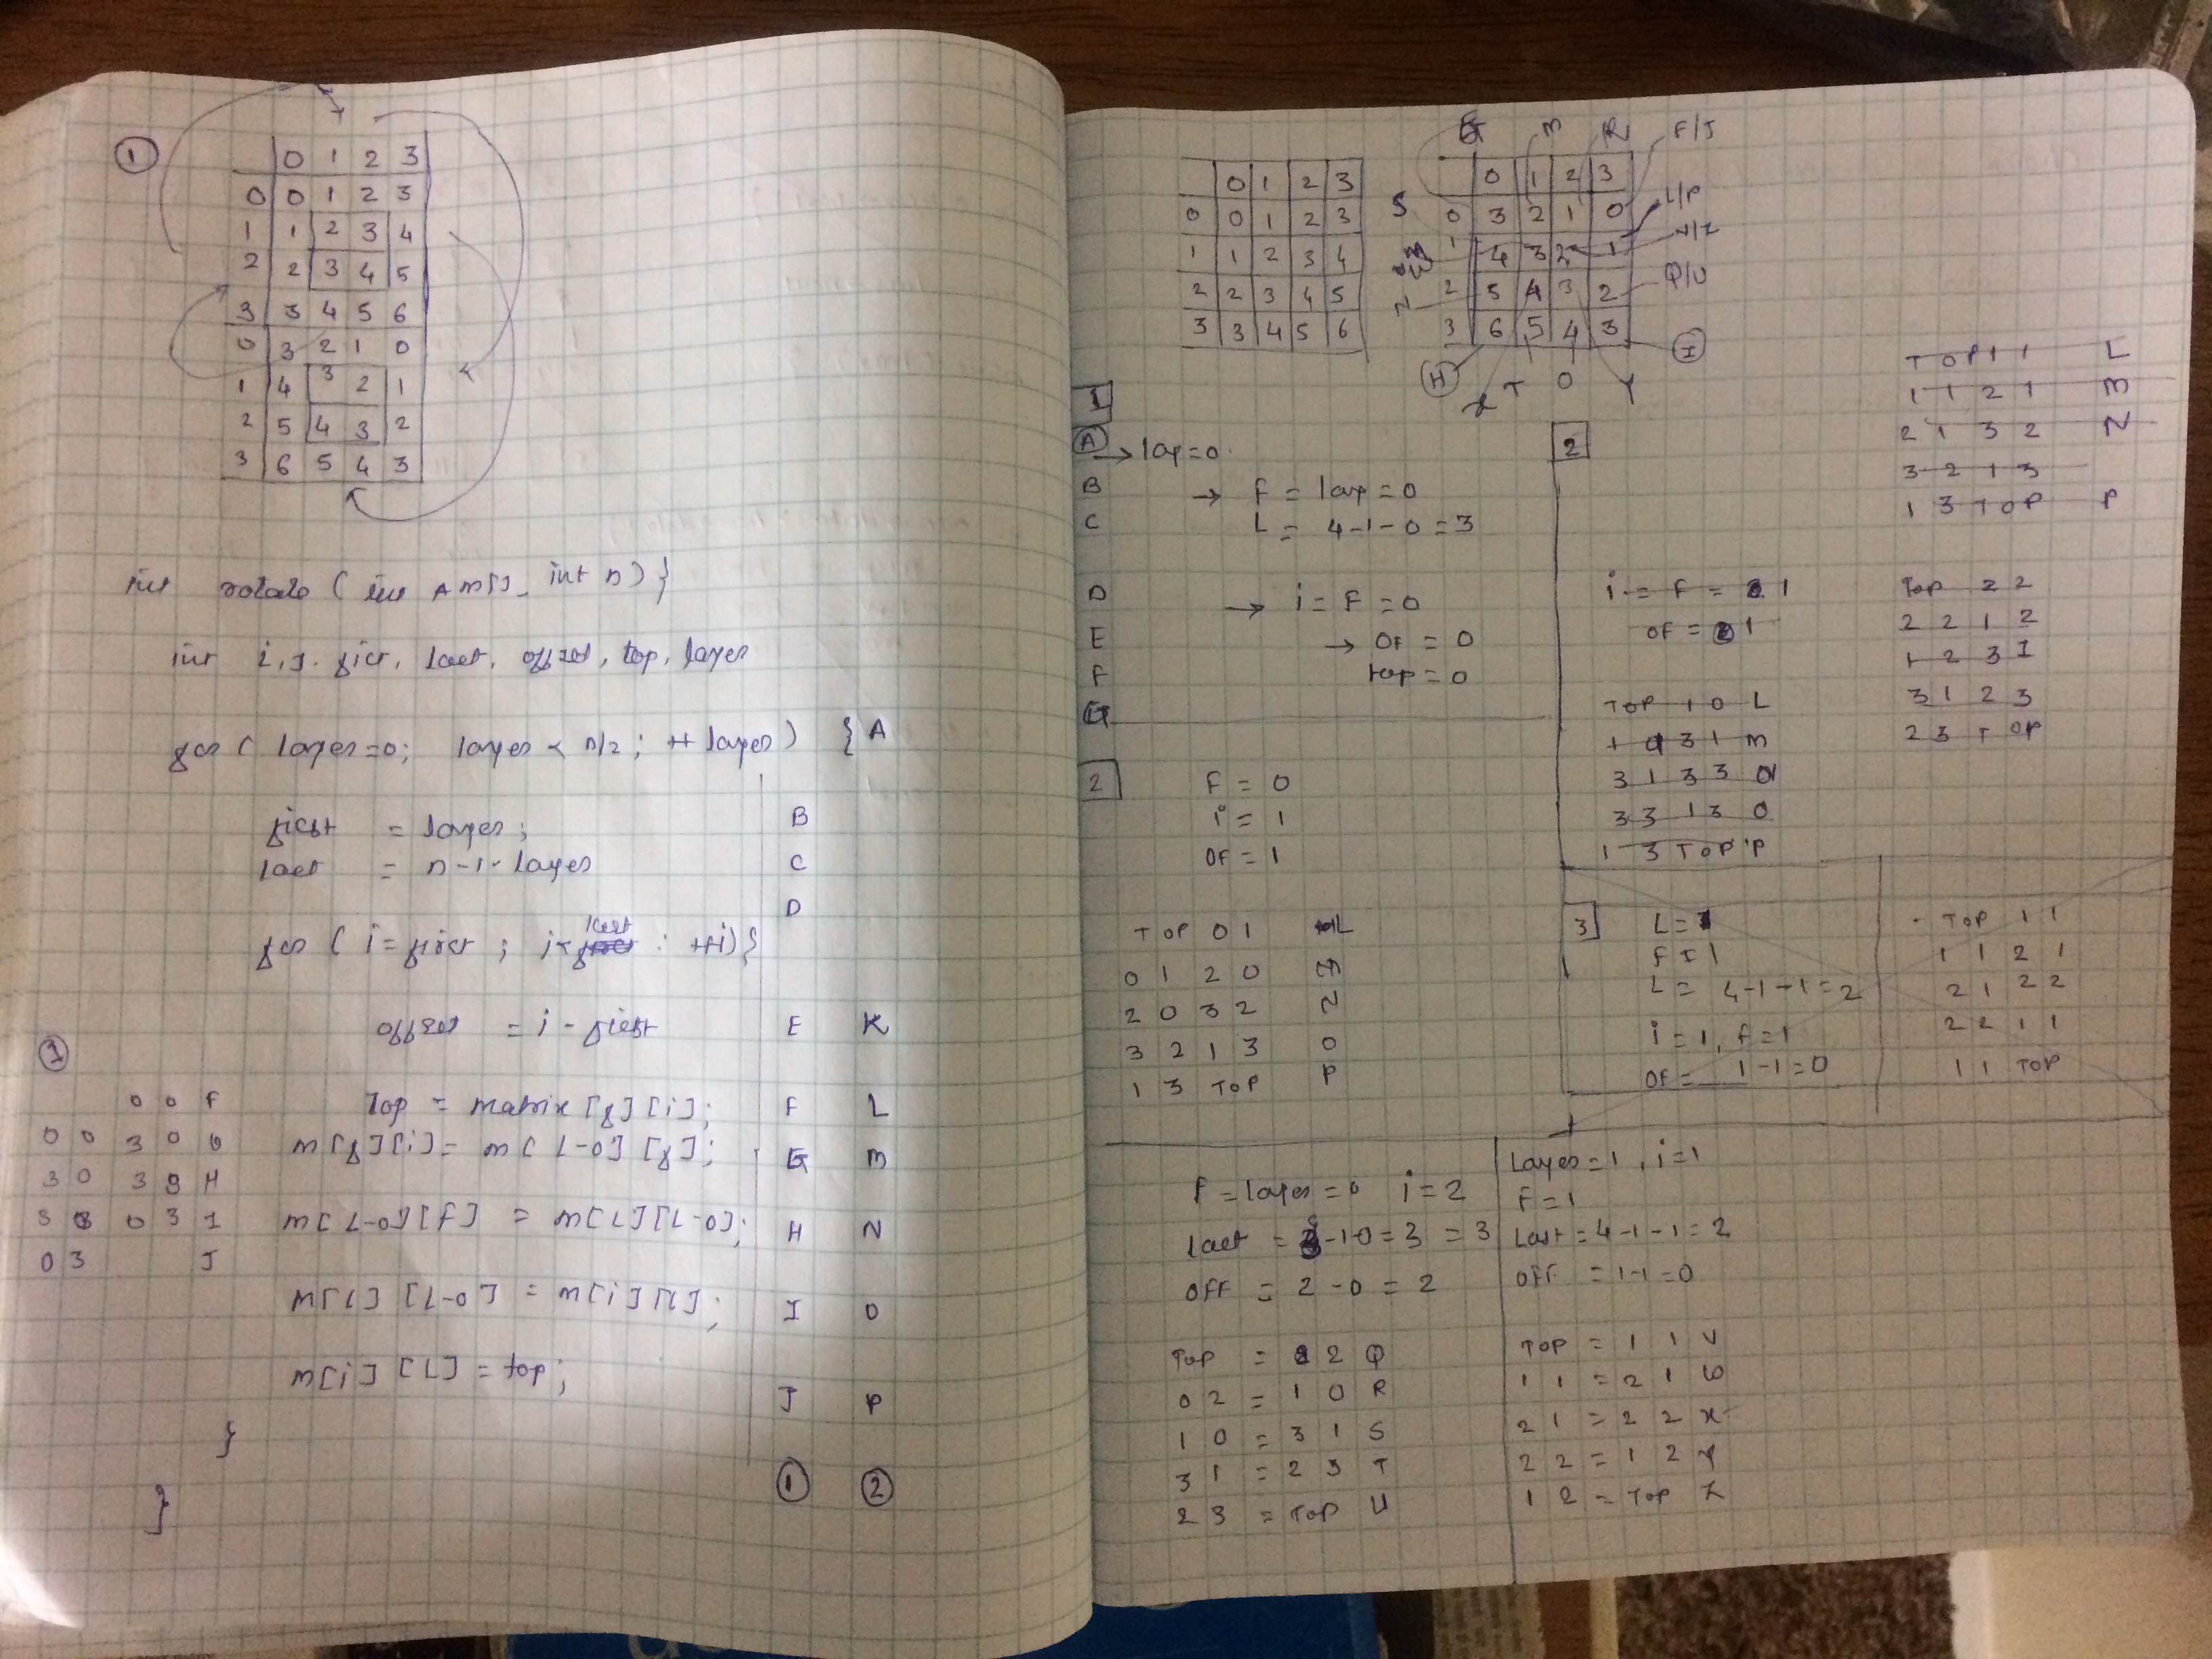 ①
0 1 2 3
0 0 1 2 3
1 1 2 3 4
2 2 3 4 5
3 3 4 5 6
0 3 2 1 0
1 4 3 2 1
2 5 4 3 2
3 6 5 4 3
int rotate ( int int n) {
int i, j, first, last, offset, top, layer
for ( layer=0; layer < n/2; ++ layer) { A
first = layer; B
last = n-1-layer C
for ( i = first ; i< last ; ++i) { D
offset = i-first E K
①
0 0 F top = matrix [f] [i]; F L
0 0 3 0 G m[f][i] = m[ L-o] [f]; G M
3 0 3 3 H m[ L-o][f] = m[L][L-o]; H N
3 3 0 3 I m[L] [L-o] = m[i] [L]; I O
0 3 J m[i] [L] = top; J P
} ① ②
}
0 1 2 3
0 0 1 2 3
1 1 2 3 4
2 2 3 4 5
3 3 4 5 6
G M R F/J
0 1 2 3
S 0 3 2 1 0 L/P
1 4 3 2 1
N 2 5 4 3 2 Q/U
3 6 5 4 3
H T O I
1
A → lay=0
B → f = lay = 0
C L = 4-1-0 = 3
D → i = F = 0
E → OF = 0
F top = 0
G
2
F = 0
i = 1
OF = 1
TOP 0 1 L
0 1 2 0 M
2 0 3 2 N
3 2 1 3 O
1 3 TOP P
f = layer = 0 i = 2
last = -1-0 = 3 = 3
OFF = 2 - 0 = 2
TOP = 2 Q
0 2 = 1 0 R
1 0 = 3 1 S
3 1 = 2 3 T
2 3 = TOP U
2
i = F = 1
OF = 1
TOP 1 0 L
1 0 3 1 M
3 1 3 3 N
3 3 1 3 O
1 3 TOP P
TOP 1 1 L
1 1 2 1 M
2 1 3 2 N
3 2 1 3
1 3 TOP P
TOP 2 2
2 2 1 2
1 2 3 1
3 1 2 3
2 3 TOP
3
L = 1
F = 1
L = 4-1-1 = 2
i = 1, f = 1
OF = 1-1 = 0
TOP 1 1
1 1 2 1
2 1 2 2
2 2 1 1
1 1 TOP
Layer = 1, i = 1
F = 1
Last = 4-1-1 = 2
OFF = 1-1 = 0
TOP = 1 1 V
1 1 = 2 1 W
2 1 = 2 2 X
2 2 = 1 2 Y
1 2 = TOP